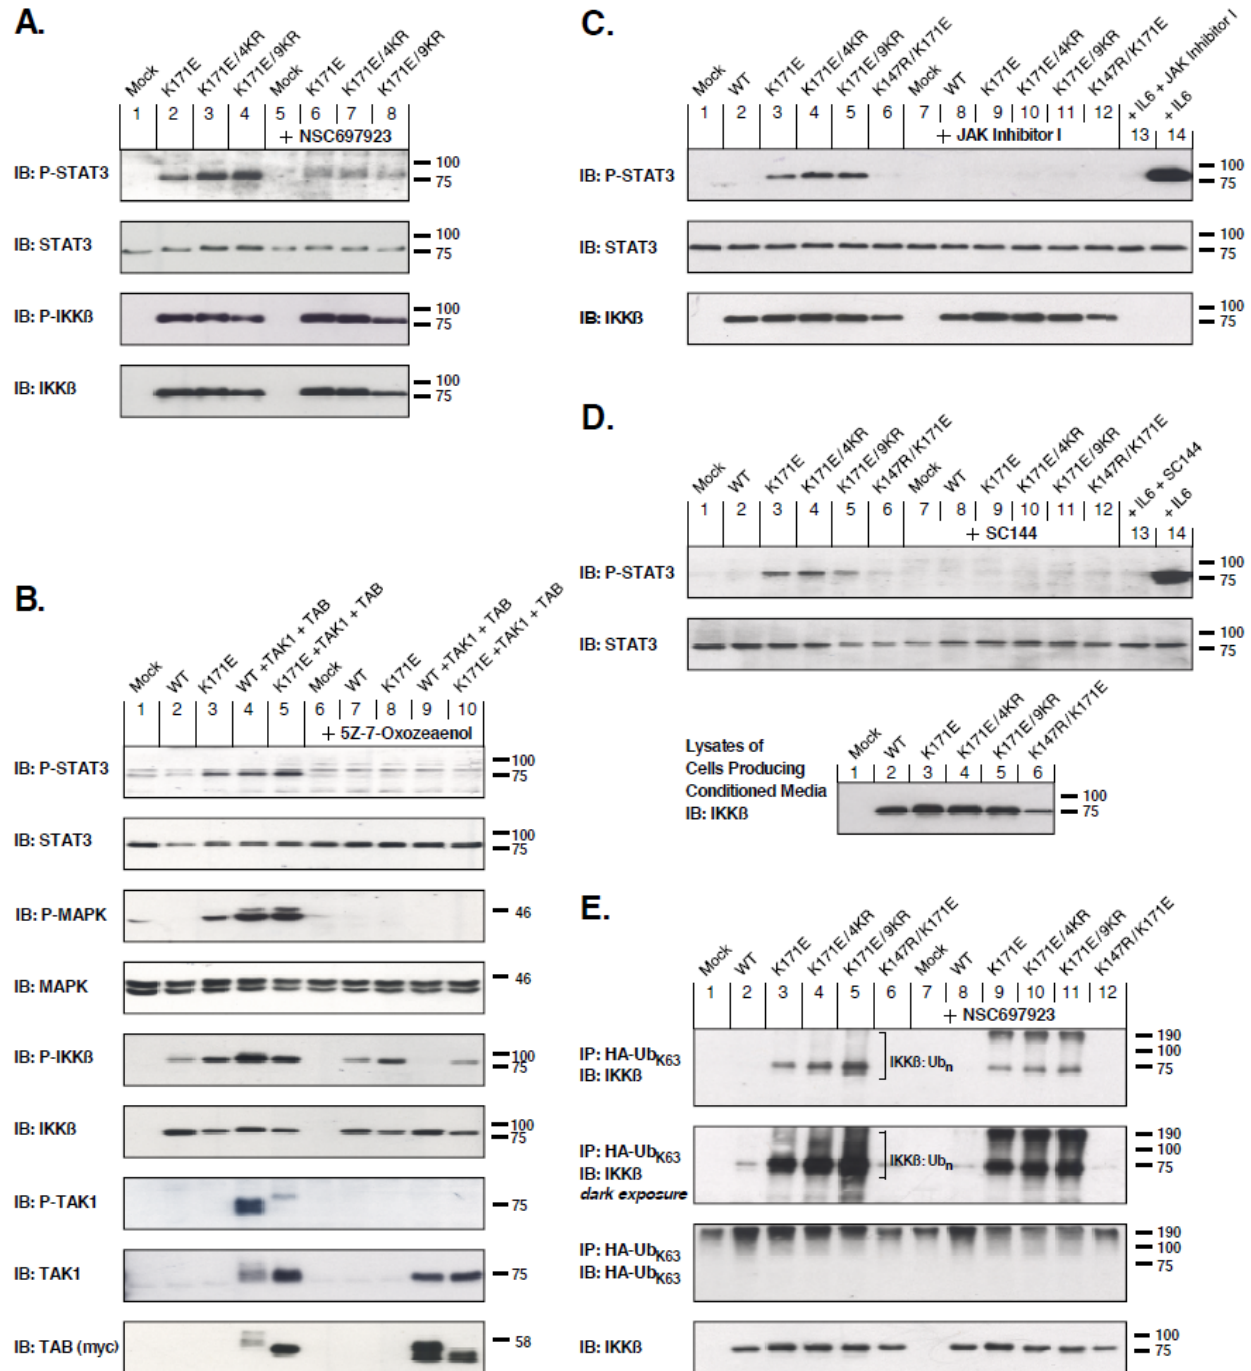 A.
Mock K171E K171E/4KR K171E/9KR Mock K171E K171E/4KR K171E/9KR
1 2 3 4 5 6 7 8
+ NSC697923
IB: P-STAT3 100 75
IB: STAT3 100 75
IB: P-IKKß 100 75
IB: IKKß 100 75
B.
Mock WT K171E WT +TAK1 + TAB K171E +TAK1 + TAB Mock WT K171E WT +TAK1 + TAB K171E +TAK1 + TAB
1 2 3 4 5 6 7 8 9 10
+ 5Z-7-Oxozeaenol
IB: P-STAT3 100 75
IB: STAT3 100 75
IB: P-MAPK 46
IB: MAPK 46
IB: P-IKKß 100 75
IB: IKKß 100 75
IB: P-TAK1 75
IB: TAK1 75
IB: TAB (myc) 58
C.
Mock WT K171E K171E/4KR K171E/9KR K147R/K171E Mock WT K171E K171E/4KR K171E/9KR K147R/K171E + IL6 + JAK Inhibitor I + IL6
1 2 3 4 5 6 7 8 9 10 11 12 13 14
+ JAK Inhibitor I
IB: P-STAT3 100 75
IB: STAT3 100 75
IB: IKKß 100 75
D.
Mock WT K171E K171E/4KR K171E/9KR K147R/K171E Mock WT K171E K171E/4KR K171E/9KR K147R/K171E + IL6 + SC144 + IL6
1 2 3 4 5 6 7 8 9 10 11 12 13 14
+ SC144
IB: P-STAT3 100 75
IB: STAT3 100 75
Mock WT K171E K171E/4KR K171E/9KR K147R/K171E
1 2 3 4 5 6
Lysates of
Cells Producing
Conditioned Media
IB: IKKß 100 75
E.
Mock WT K171E K171E/4KR K171E/9KR K147R/K171E Mock WT K171E K171E/4KR K171E/9KR K147R/K171E
1 2 3 4 5 6 7 8 9 10 11 12
+ NSC697923
IP: HA-UbK63
IB: IKKß
IKKß: Ubn
190 100 75
IP: HA-UbK63
IB: IKKß
dark exposure
IKKß: Ubn
190 100 75
IP: HA-UbK63
IB: HA-UbK63
190 100 75
IB: IKKß 100 75